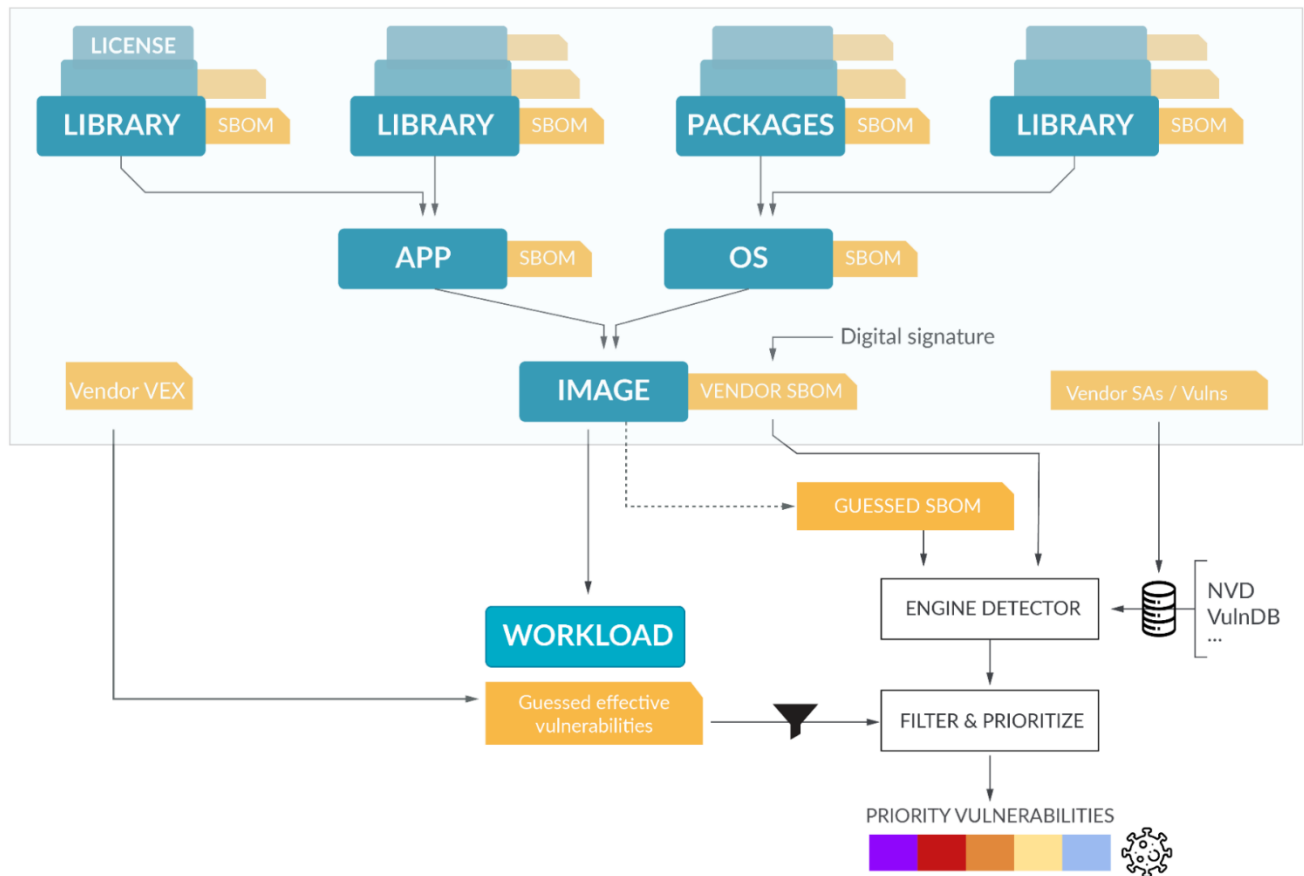 LICENSE
LIBRARY
SBOM
LIBRARY
SBOM
PACKAGES
SBOM
LIBRARY
SBOM
APP
SBOM
OS
SBOM
Digital signature
Vendor VEX
IMAGE
VENDOR SBOM
Vendor SAs / Vulns
GUESSED SBOM
ENGINE DETECTOR
NVD
VulnDB
...
WORKLOAD
Guessed effective
vulnerabilities
FILTER & PRIORITIZE
PRIORITY VULNERABILITIES